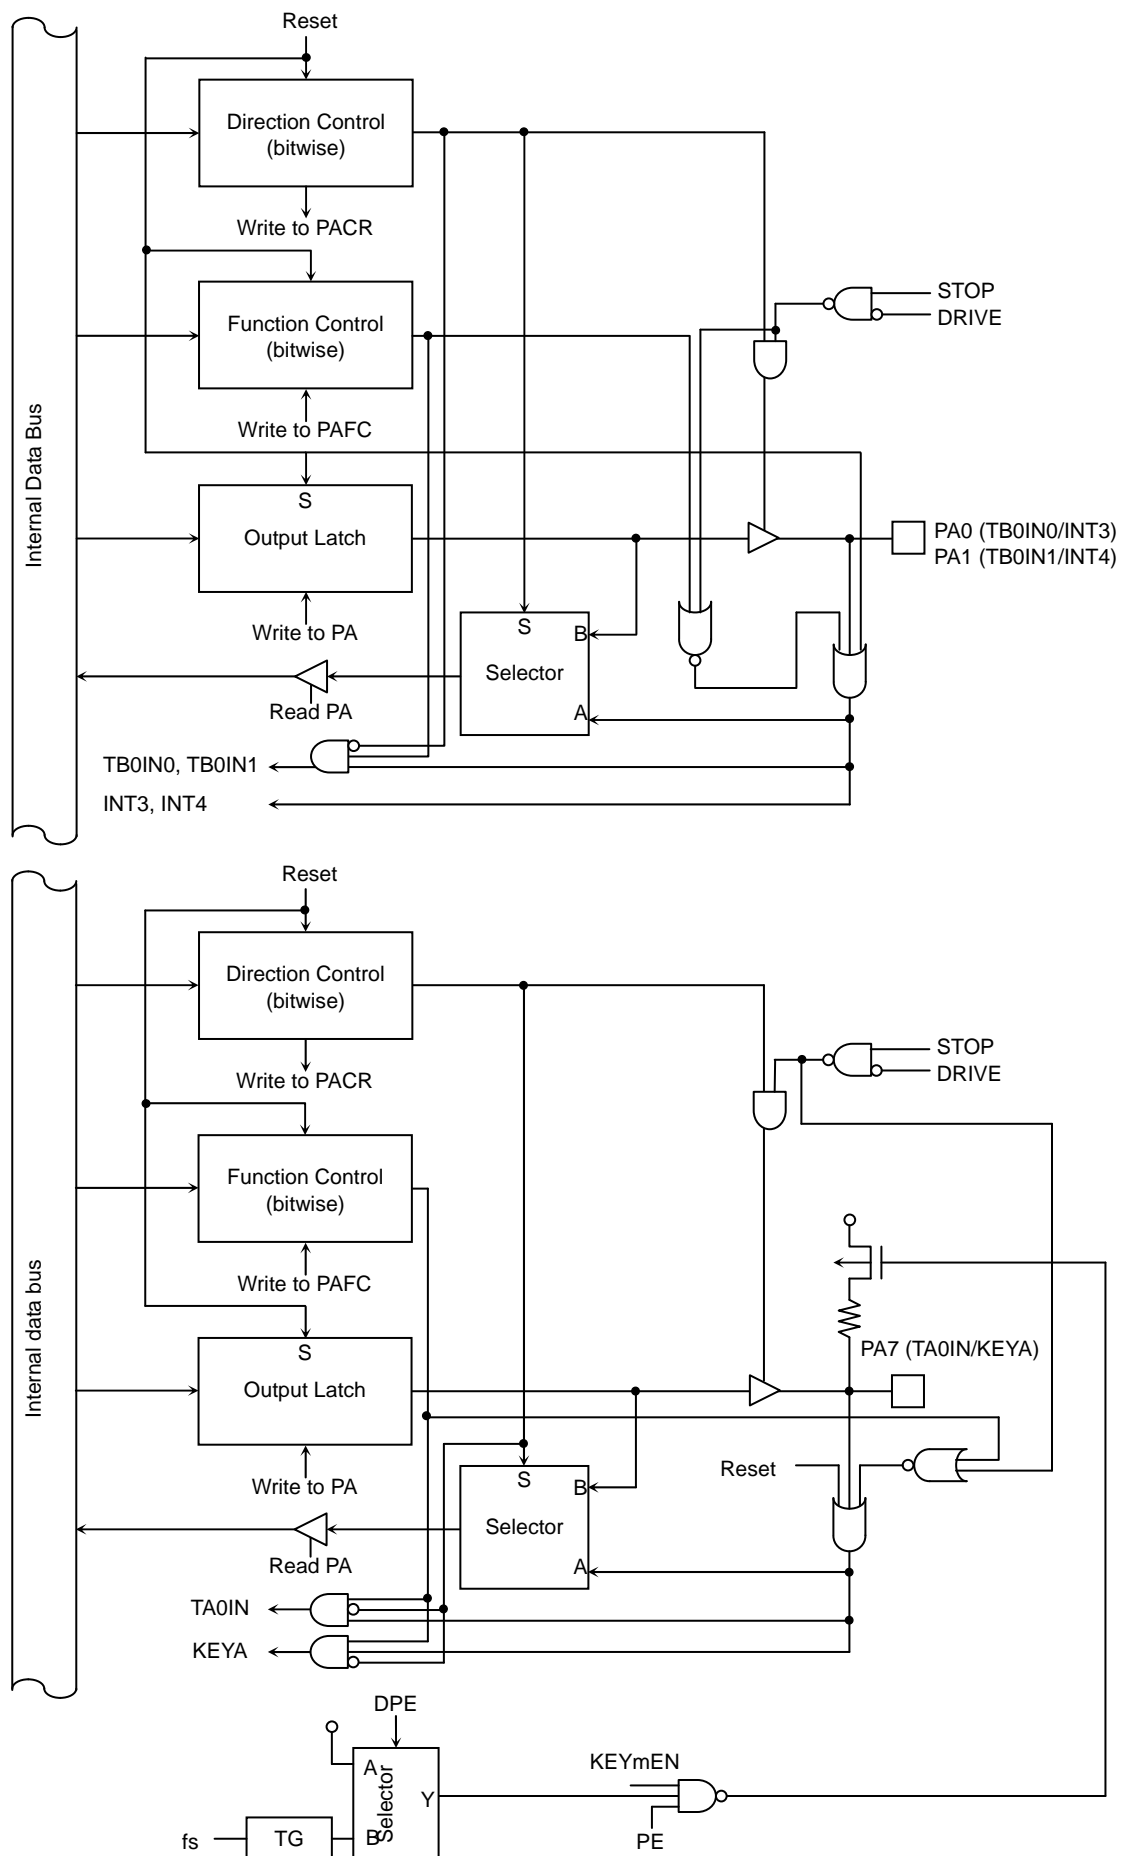 Reset
Direction Control
(bitwise)
Write to PACR
STOP
DRIVE
Function Control
(bitwise)
Write to PAFC
Internal Data Bus
S
Output Latch
PA0 (TB0IN0/INT3)
PA1 (TB0IN1/INT4)
Write to PA
S
B
Selector
A
Read PA
TB0IN0, TB0IN1
INT3, INT4
Reset
Direction Control
(bitwise)
Write to PACR
STOP
DRIVE
Function Control
(bitwise)
Write to PAFC
Internal data bus
S
Output Latch
PA7 (TA0IN/KEYA)
Write to PA
Reset
S
B
Selector
A
Read PA
TA0IN
KEYA
DPE
A
Selector
Y
B
KEYmEN
PE
fs
TG